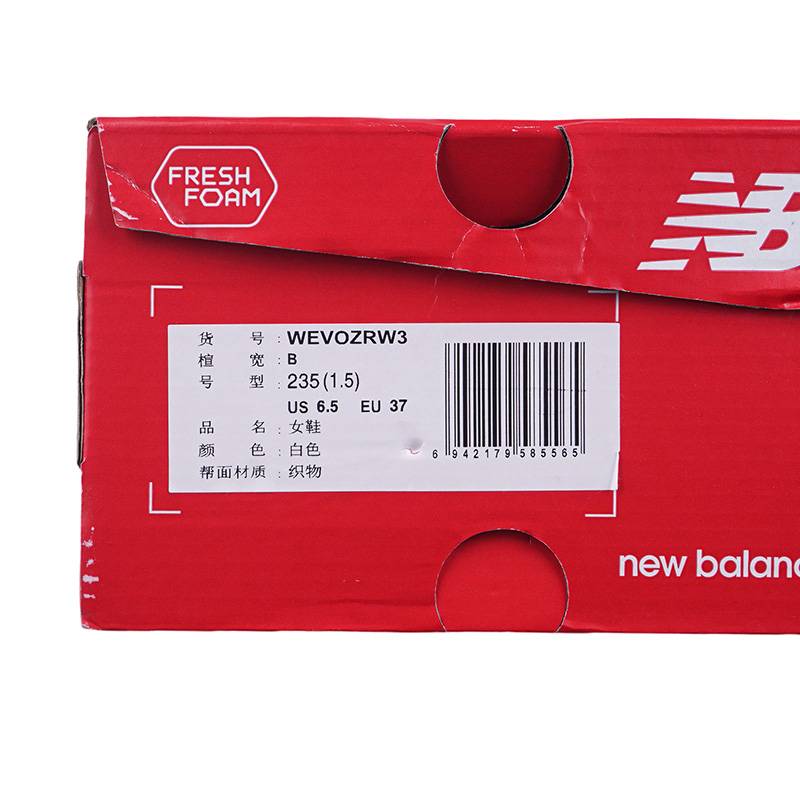 FRESH
FOAM
NB
货 号 : WEVOZRW3
楦 宽 : B
号 型 : 235(1.5)
US 6.5 EU 37
品 名 : 女鞋
颜 色 : 白色
帮面材质 : 织物
6 942179 585565
new balanc